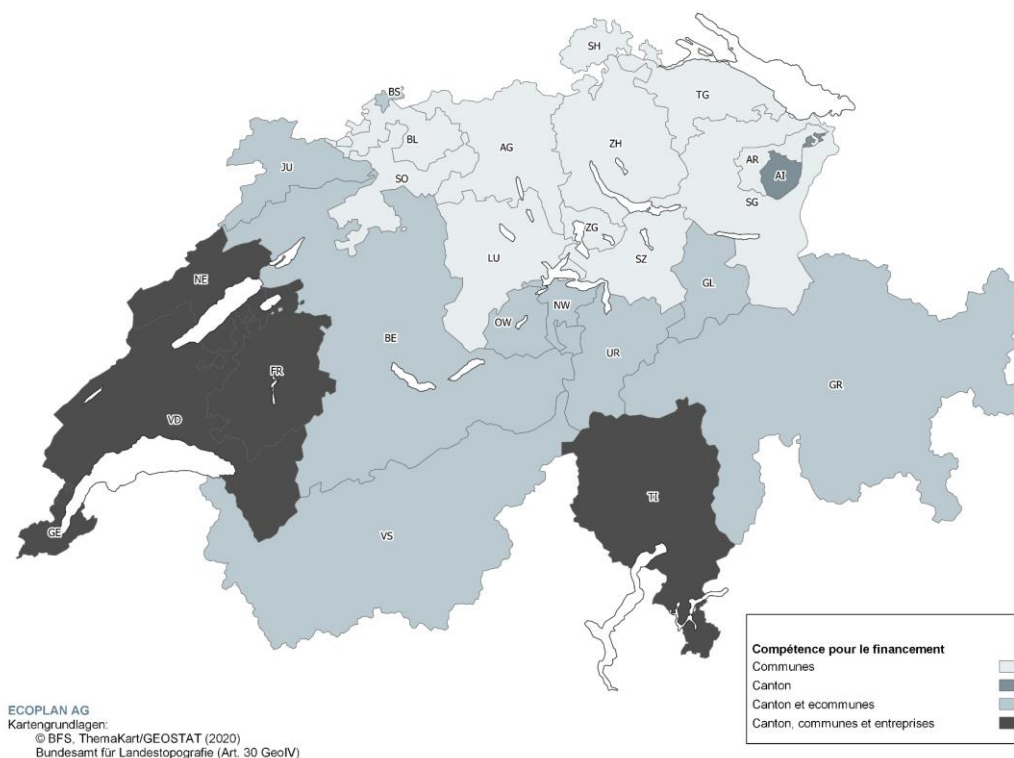 SH
BS
TG
BL
AG
ZH
JU
AR
AI
SO
SG
ZG
LU
SZ
NE
GL
NW
OW
BE
UR
FR
GR
VD
TI
GE
VS
Compétence pour le financement
Communes
Canton
Canton et ecommunes
Canton, communes et entreprises
ECOPLAN AG
Kartengrundlagen:
© BFS, ThemaKart/GEOSTAT (2020)
Bundesamt für Landestopografie (Art. 30 GeoIV)